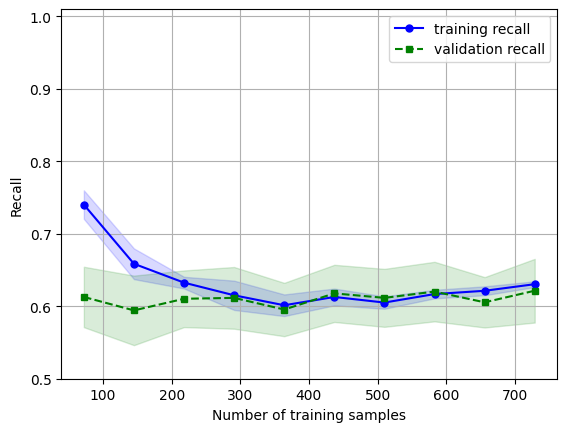 1.0
0.9
0.8
0.7
0.6
0.5
Recall
training recall
validation recall
100 200 300 400 500 600 700
Number of training samples